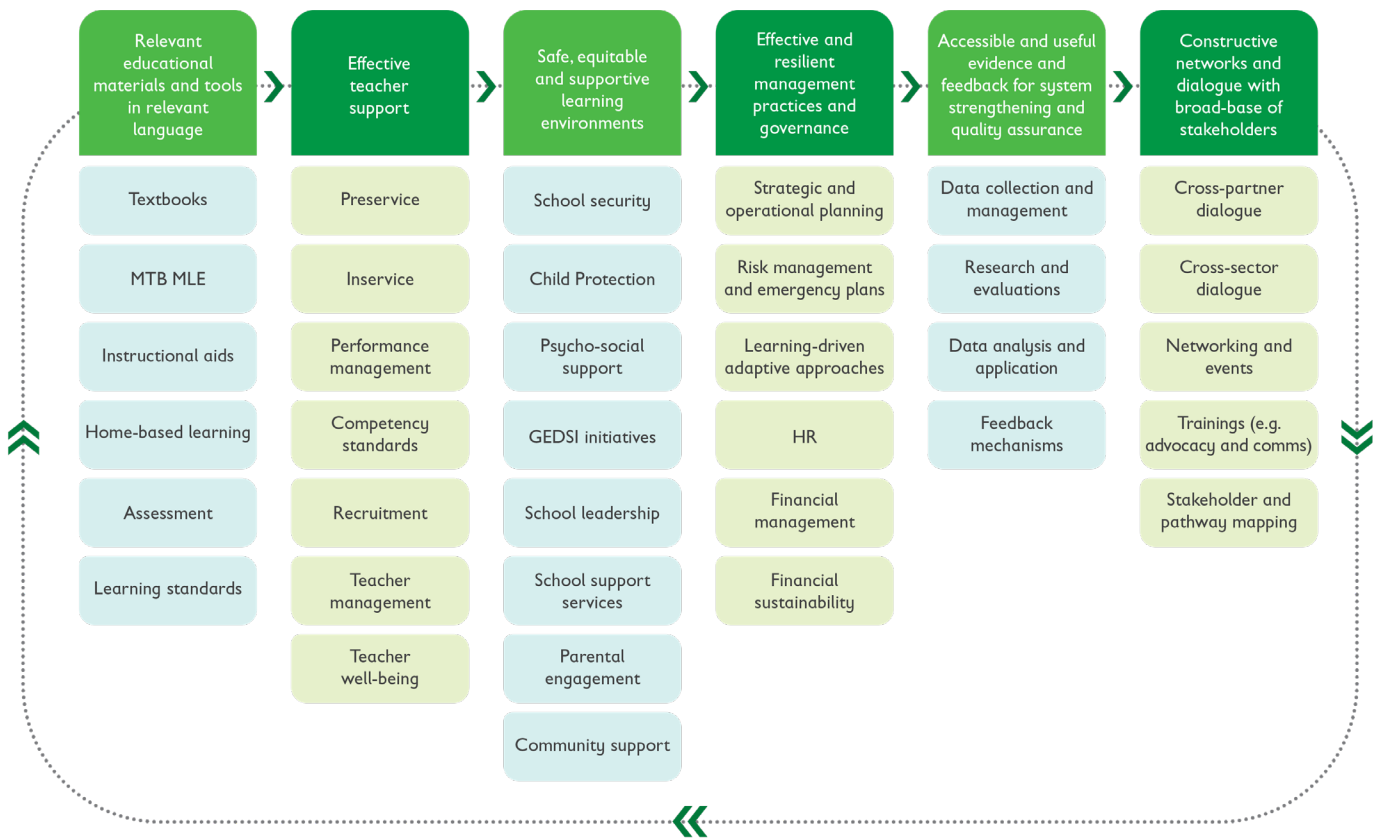 Relevant
educational
materials and tools
in relevant
language
Textbooks
MTB MLE
Instructional aids
Home-based learning
Assessment
Learning standards
Effective
teacher
support
Preservice
Inservice
Performance
management
Competency
standards
Recruitment
Teacher
management
Teacher
well-being
Safe, equitable
and supportive
learning
environments
School security
Child Protection
Psycho-social
support
GEDSI initiatives
School leadership
School support
services
Parental
engagement
Community support
Effective and
resilient
management
practices and
governance
Strategic and
operational planning
Risk management
and emergency plans
Learning-driven
adaptive approaches
HR
Financial
management
Financial
sustainability
Accessible and useful
evidence and
feedback for system
strengthening and
quality assurance
Data collection and
management
Research and
evaluations
Data analysis and
application
Feedback
mechanisms
Constructive
networks and
dialogue with
broad-base of
stakeholders
Cross-partner
dialogue
Cross-sector
dialogue
Networking and
events
Trainings (e.g.
advocacy and comms)
Stakeholder and
pathway mapping